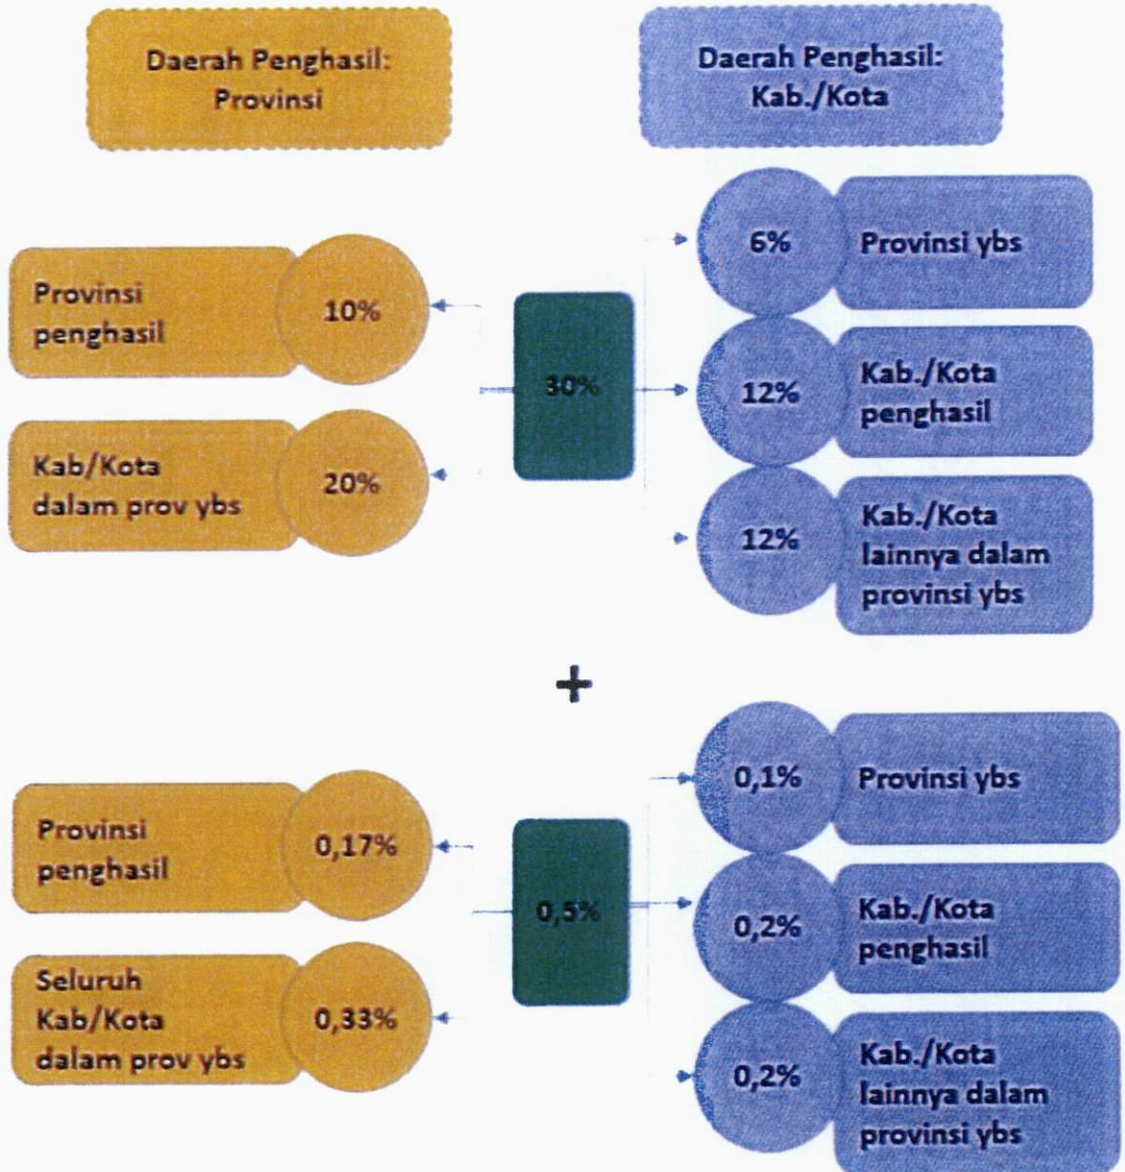 Daerah Penghasil:
Provinsi
Daerah Penghasil:
Kab./Kota
Provinsi
penghasil
10%
Kab/Kota
dalam prov ybs
20%
30%
6%
Provinsi ybs
12%
Kab./Kota
penghasil
12%
Kab./Kota
lainnya dalam
provinsi ybs
+
Provinsi
penghasil
0,17%
Seluruh
Kab/Kota
dalam prov ybs
0,33%
0,5%
0,1%
Provinsi ybs
0,2%
Kab./Kota
penghasil
0,2%
Kab./Kota
lainnya dalam
provinsi ybs